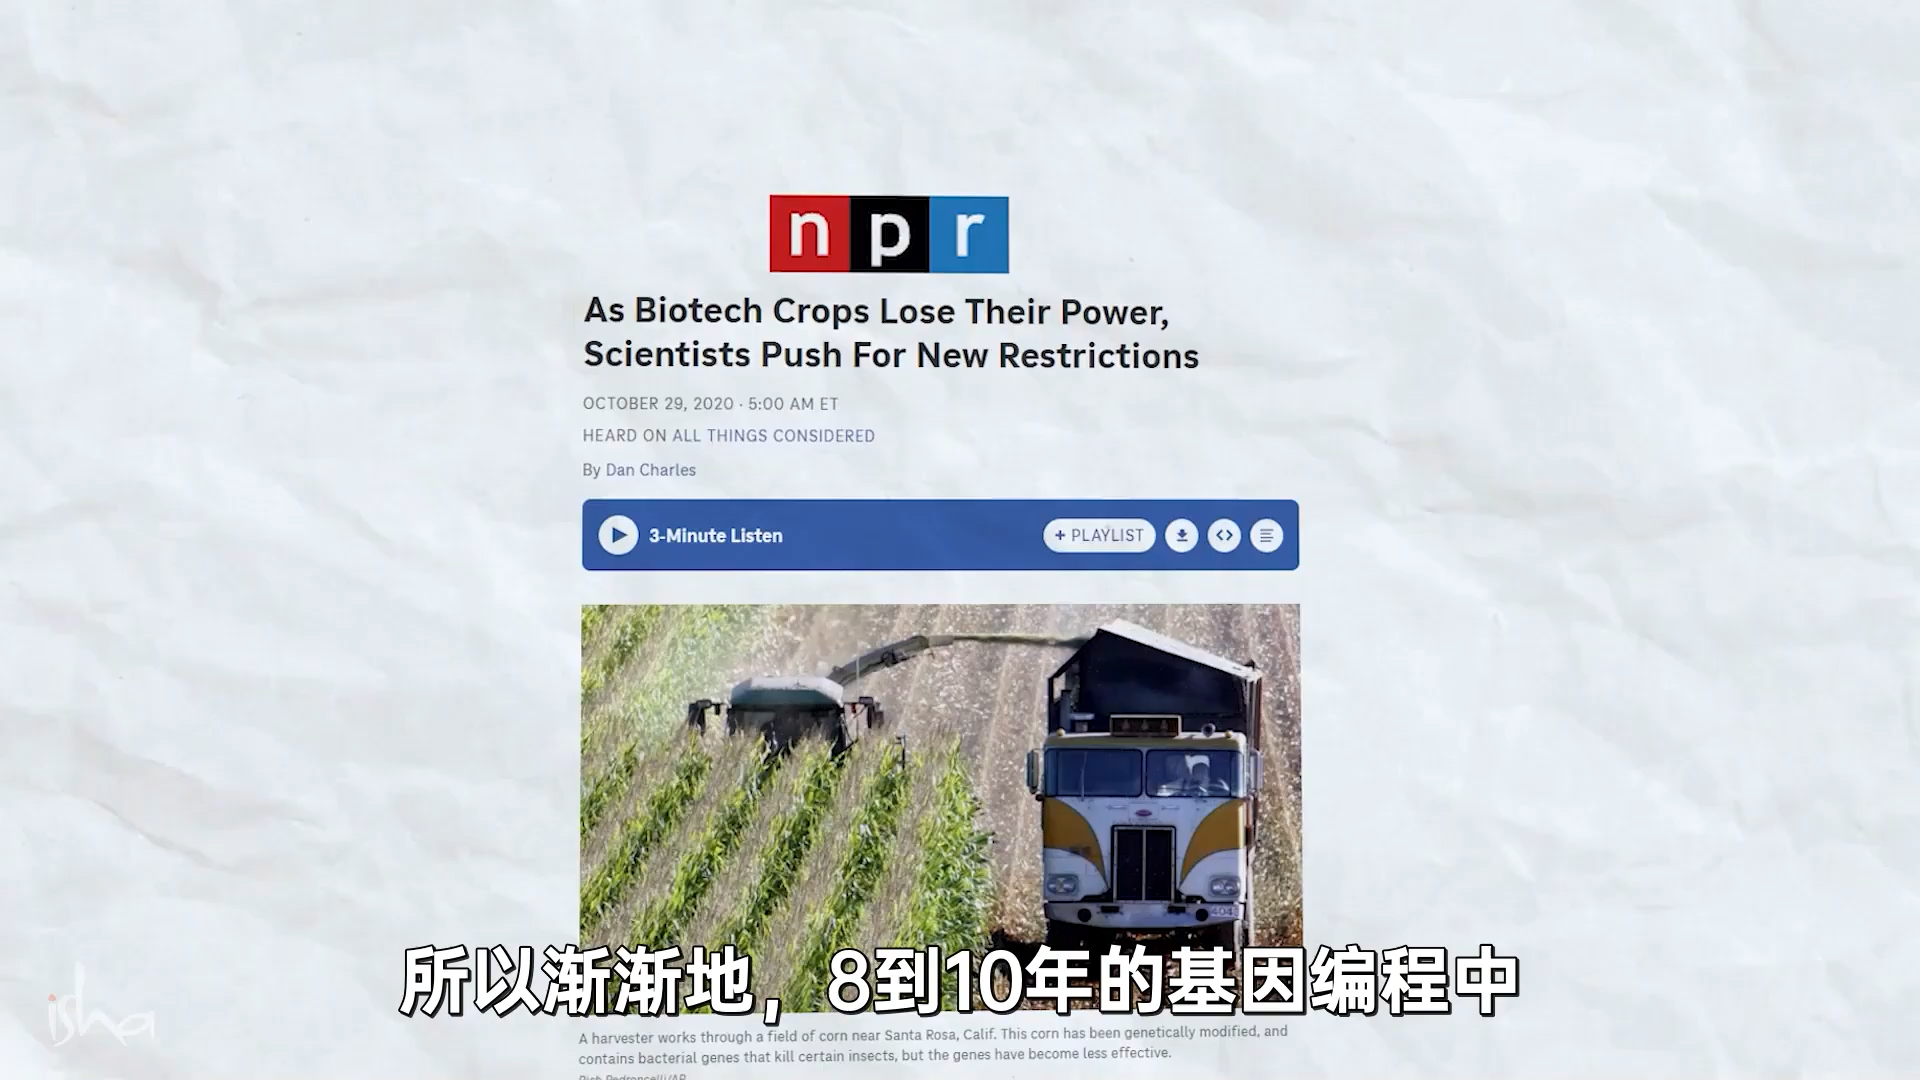 npr
As Biotech Crops Lose Their Power,
Scientists Push For New Restrictions
OCTOBER 29, 2020 · 5:00 AM ET
HEARD ON ALL THINGS CONSIDERED
By Dan Charles
3-Minute Listen
+ PLAYLIST
404
所以渐渐地，8到10年的基因编程中
isha
A harvester works through a field of corn near Santa Rosa, Calif. This corn has been genetically modified, and
contains bacterial genes that kill certain insects, but the genes have become less effective.
Rich Pedroncelli/AP